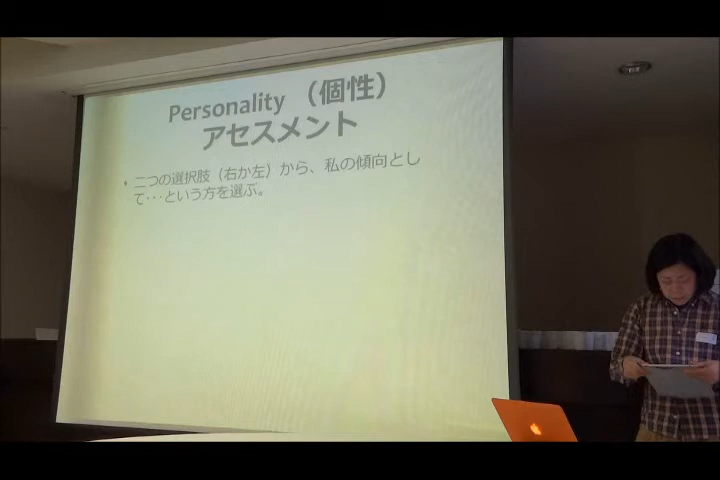 Personality （個性）
アセスメント
• 二つの選択肢（右か左）から、私の傾向とし
て･･･という方を選ぶ。